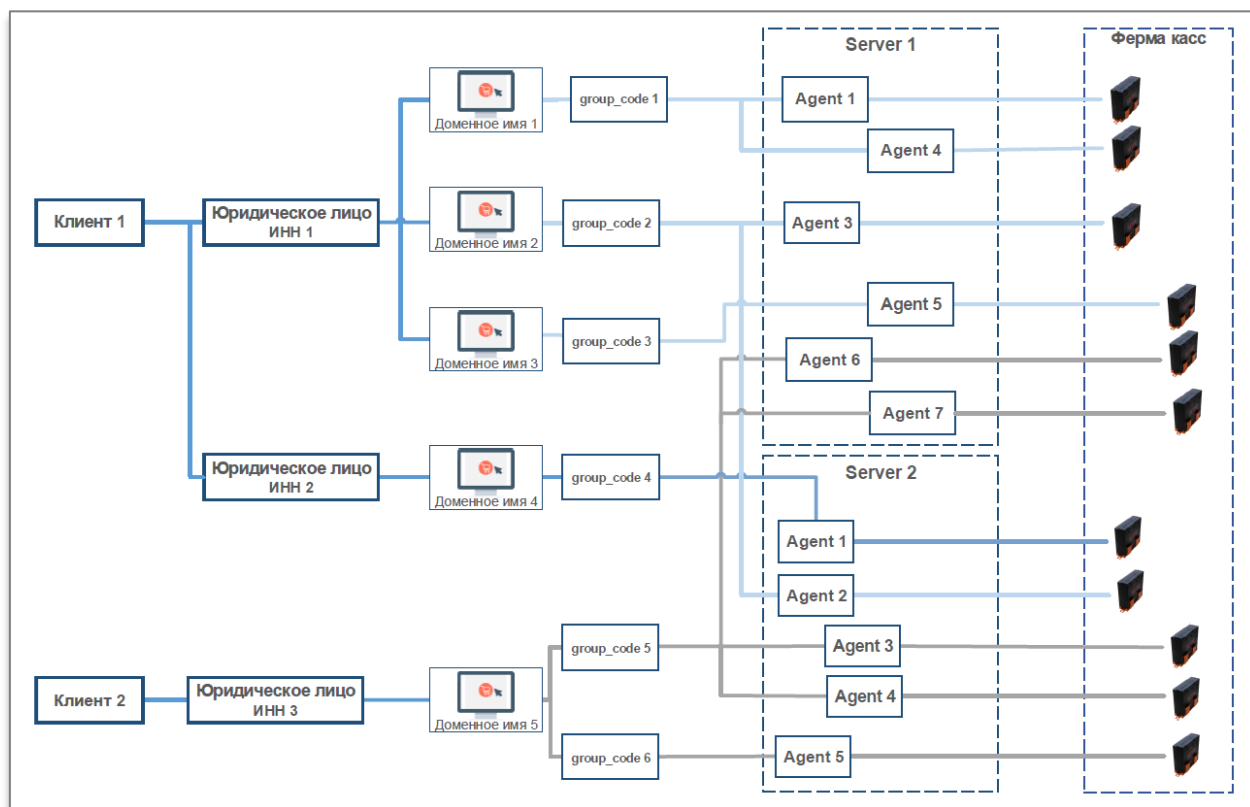 Server 1
Ферма касс
Доменное имя 1
group_code 1
Agent 1
Agent 4
Клиент 1
Юридическое лицо
ИНН 1
Доменное имя 2
group_code 2
Agent 3
Agent 5
Доменное имя 3
group_code 3
Agent 6
Agent 7
Юридическое лицо
ИНН 2
Доменное имя 4
group_code 4
Server 2
Agent 1
Agent 2
group_code 5
Agent 3
Клиент 2
Юридическое лицо
ИНН 3
Доменное имя 5
Agent 4
group_code 6
Agent 5